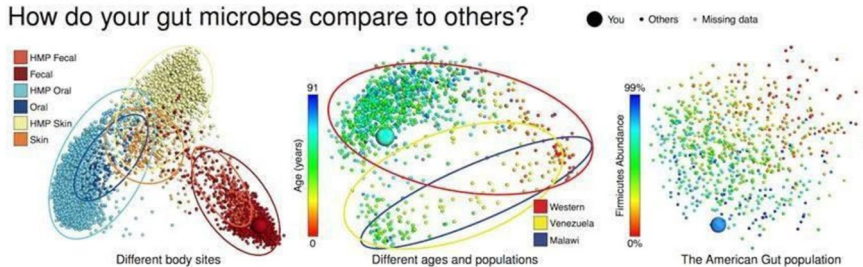 How do your gut microbes compare to others?
You Others Missing data
HMP Fecal
Fecal
HMP Oral
Oral
HMP Skin
Skin
Different body sites
91
Age (years)
0
Western
Venezuela
Malawi
Different ages and populations
99%
Firmicutes Abundance
0%
The American Gut population